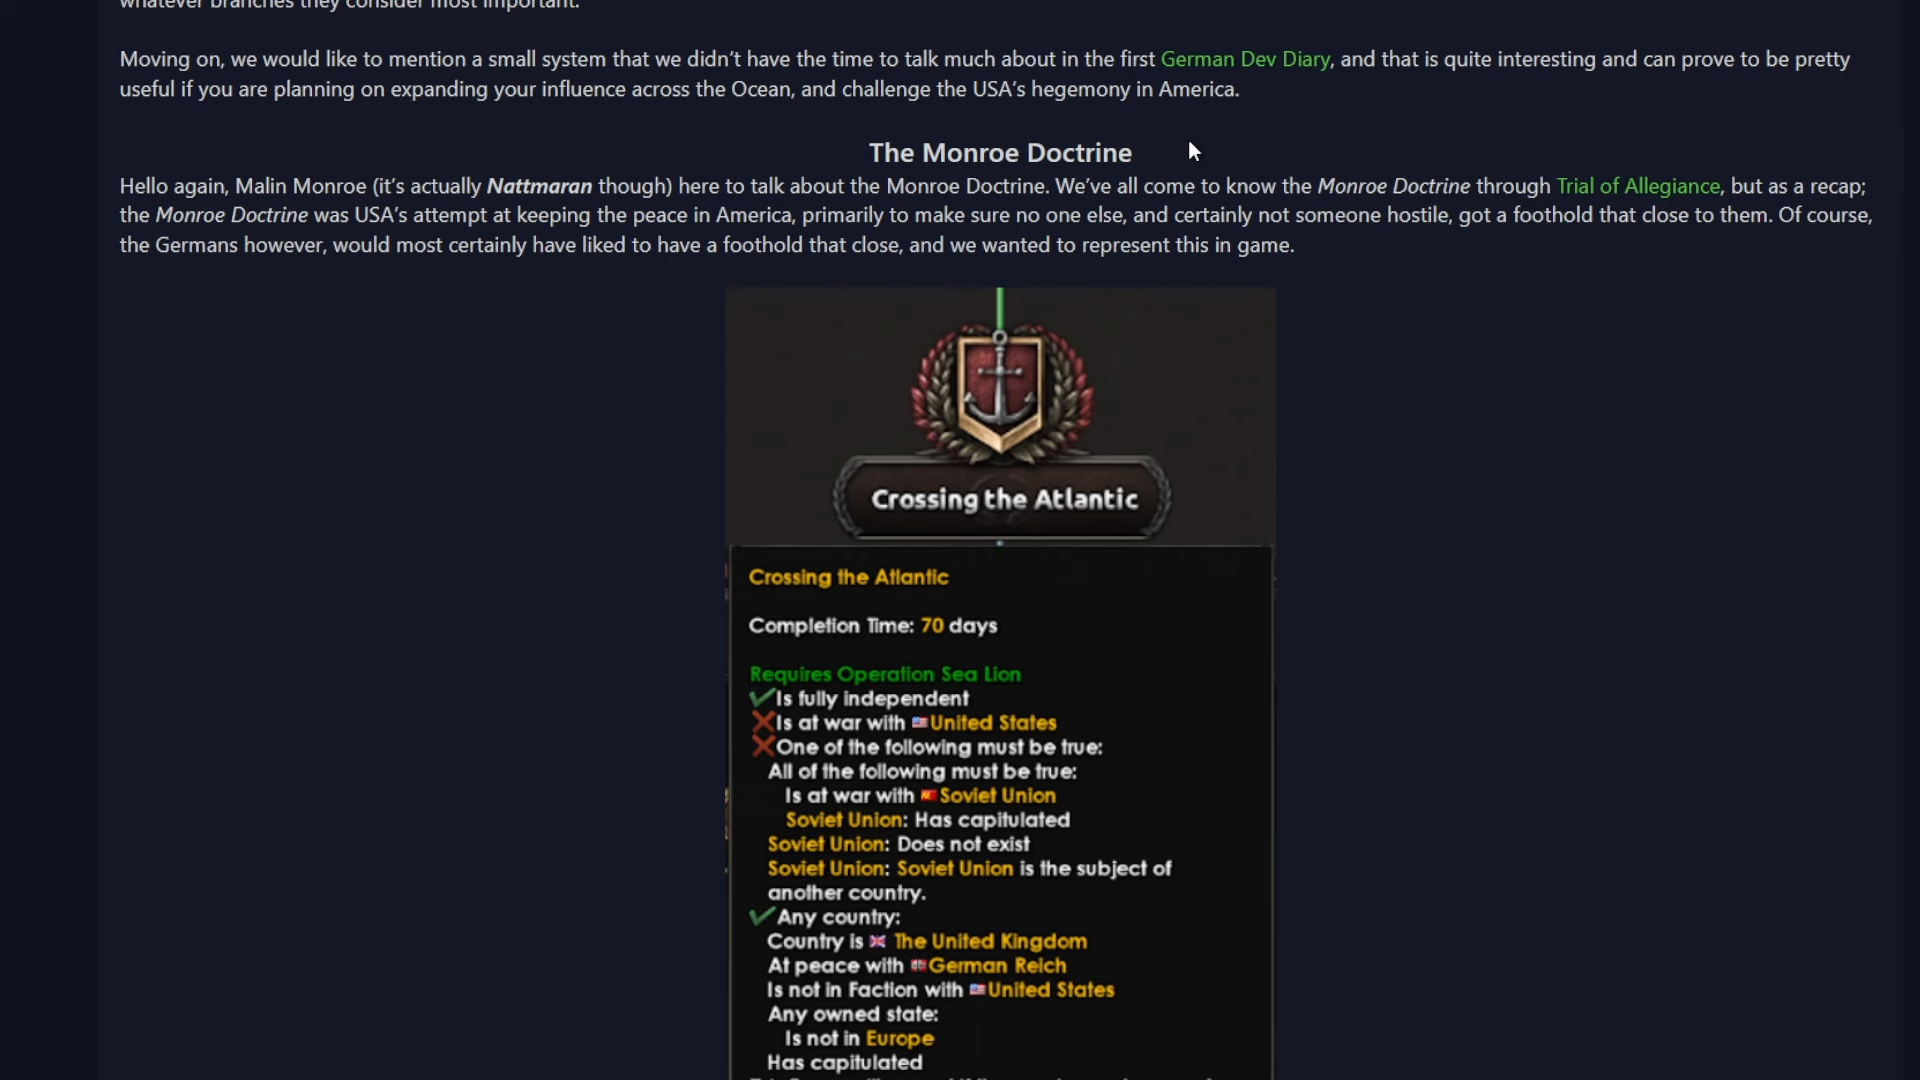 whatever branches they consider most important.
Moving on, we would like to mention a small system that we didn't have the time to talk much about in the first German Dev Diary, and that is quite interesting and can prove to be pretty
useful if you are planning on expanding your influence across the Ocean, and challenge the USA's hegemony in America.
The Monroe Doctrine
Hello again, Malin Monroe (it's actually Nattmaran though) here to talk about the Monroe Doctrine. We've all come to know the Monroe Doctrine through Trial of Allegiance, but as a recap;
the Monroe Doctrine was USA's attempt at keeping the peace in America, primarily to make sure no one else, and certainly not someone hostile, got a foothold that close to them. Of course,
the Germans however, would most certainly have liked to have a foothold that close, and we wanted to represent this in game.
Crossing the Atlantic
Crossing the Atlantic
Completion Time: 70 days
Requires Operation Sea Lion
Is fully independent
Is at war with United States
One of the following must be true:
All of the following must be true:
Is at war with Soviet Union
Soviet Union: Has capitulated
Soviet Union: Does not exist
Soviet Union: Soviet Union is the subject of
another country.
Any country:
Country is The United Kingdom
At peace with German Reich
Is not in Faction with United States
Any owned state:
Is not in Europe
Has capitulated